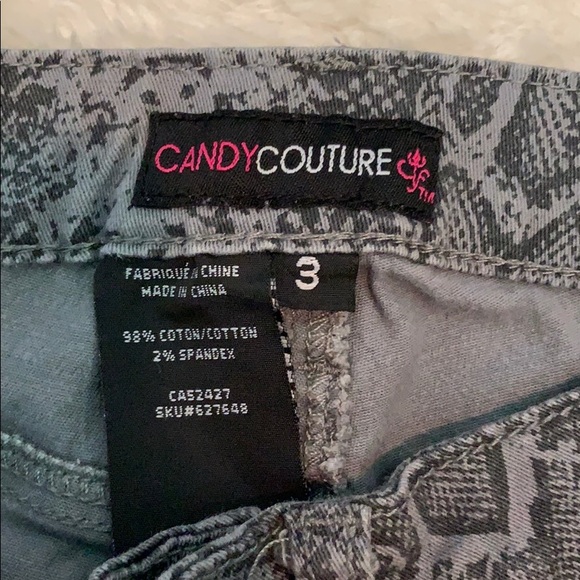 CANDYCOUTURE
3
FABRIQUÉ EN CHINE
MADE IN CHINA
98% COTON/COTTON
2% SPANDEX
CA52427
SKU#627648